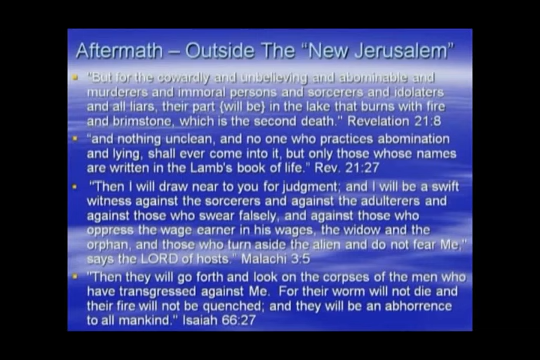 Aftermath – Outside The "New Jerusalem"
"But for the cowardly and unbelieving and abominable and
murderers and immoral persons and sorcerers and idolaters
and all liars, their part {will be} in the lake that burns with fire
and brimstone, which is the second death." Revelation 21:8
"and nothing unclean, and no one who practices abomination
and lying, shall ever come into it, but only those whose names
are written in the Lamb's book of life." Rev. 21:27
"Then I will draw near to you for judgment; and I will be a swift
witness against the sorcerers and against the adulterers and
against those who swear falsely, and against those who
oppress the wage earner in his wages, the widow and the
orphan, and those who turn aside the alien and do not fear Me,"
says the LORD of hosts." Malachi 3:5
"Then they will go forth and look on the corpses of the men who
have transgressed against Me. For their worm will not die and
their fire will not be quenched; and they will be an abhorrence
to all mankind." Isaiah 66:27